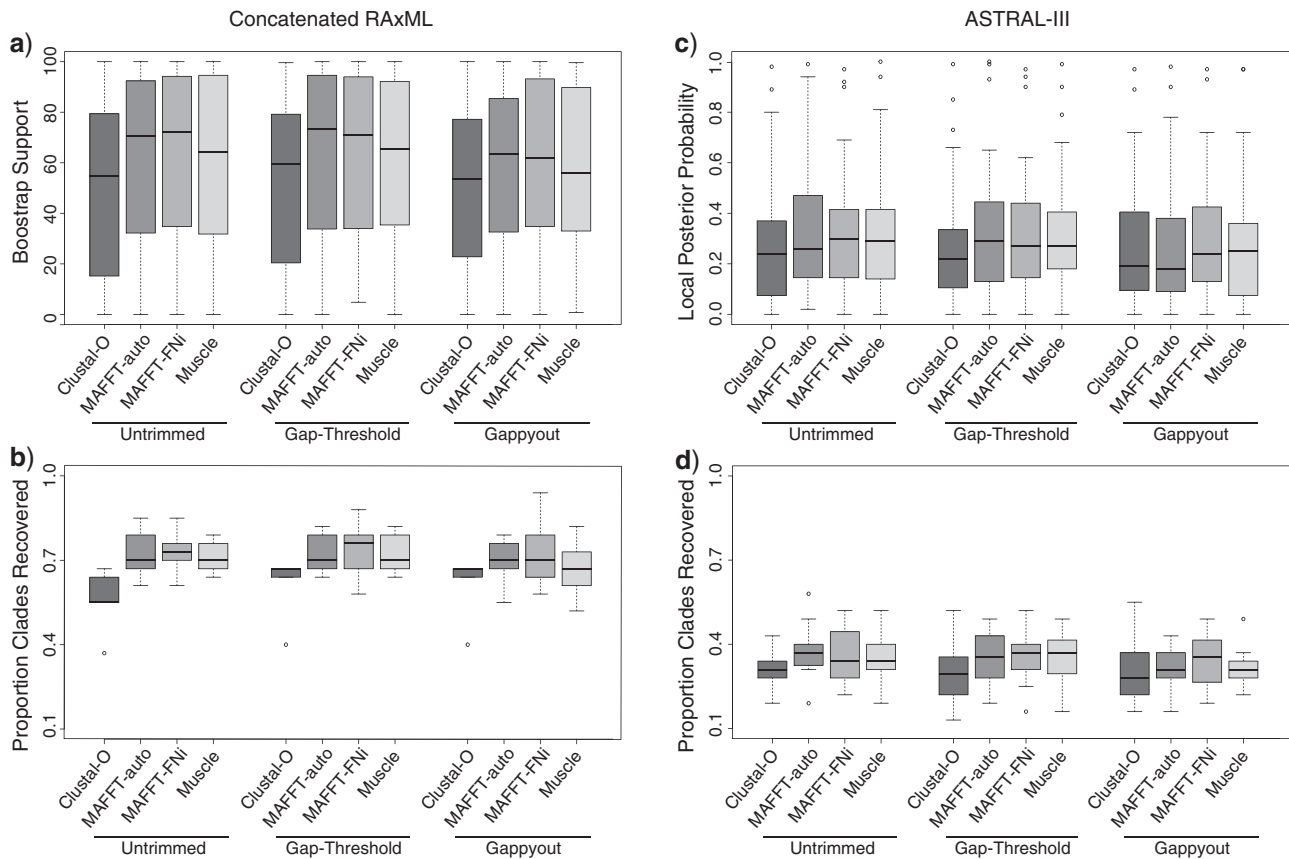 Concatenated RAxML
ASTRAL-III
a)
Boostrap Support
0
20
40
60
80
100
Clustal-O
MAFFT-auto
MAFFT-FNi
Muscle
Clustal-O
MAFFT-auto
MAFFT-FNi
Muscle
Clustal-O
MAFFT-auto
MAFFT-FNi
Muscle
Untrimmed
Gap-Threshold
Gappyout
c)
Local Posterior Probability
0.0
0.2
0.4
0.6
0.8
1.0
Clustal-O
MAFFT-auto
MAFFT-FNi
Muscle
Clustal-O
MAFFT-auto
MAFFT-FNi
Muscle
Clustal-O
MAFFT-auto
MAFFT-FNi
Muscle
Untrimmed
Gap-Threshold
Gappyout
b)
Proportion Clades Recovered
0.1
0.4
0.7
1.0
Clustal-O
MAFFT-auto
MAFFT-FNi
Muscle
Clustal-O
MAFFT-auto
MAFFT-FNi
Muscle
Clustal-O
MAFFT-auto
MAFFT-FNi
Muscle
Untrimmed
Gap-Threshold
Gappyout
d)
Proportion Clades Recovered
0.1
0.4
0.7
1.0
Clustal-O
MAFFT-auto
MAFFT-FNi
Muscle
Clustal-O
MAFFT-auto
MAFFT-FNi
Muscle
Clustal-O
MAFFT-auto
MAFFT-FNi
Muscle
Untrimmed
Gap-Threshold
Gappyout